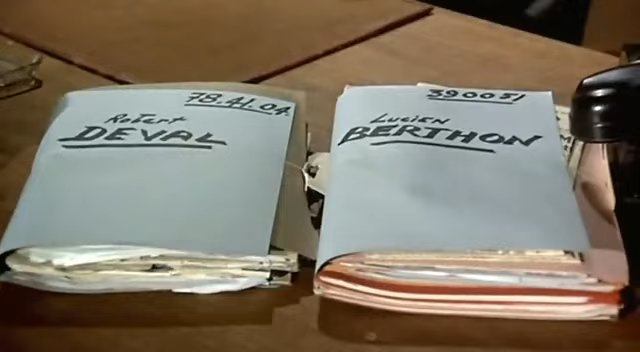 78.41.04
Robert
DEVAL
390051
Lucien
BERTHON